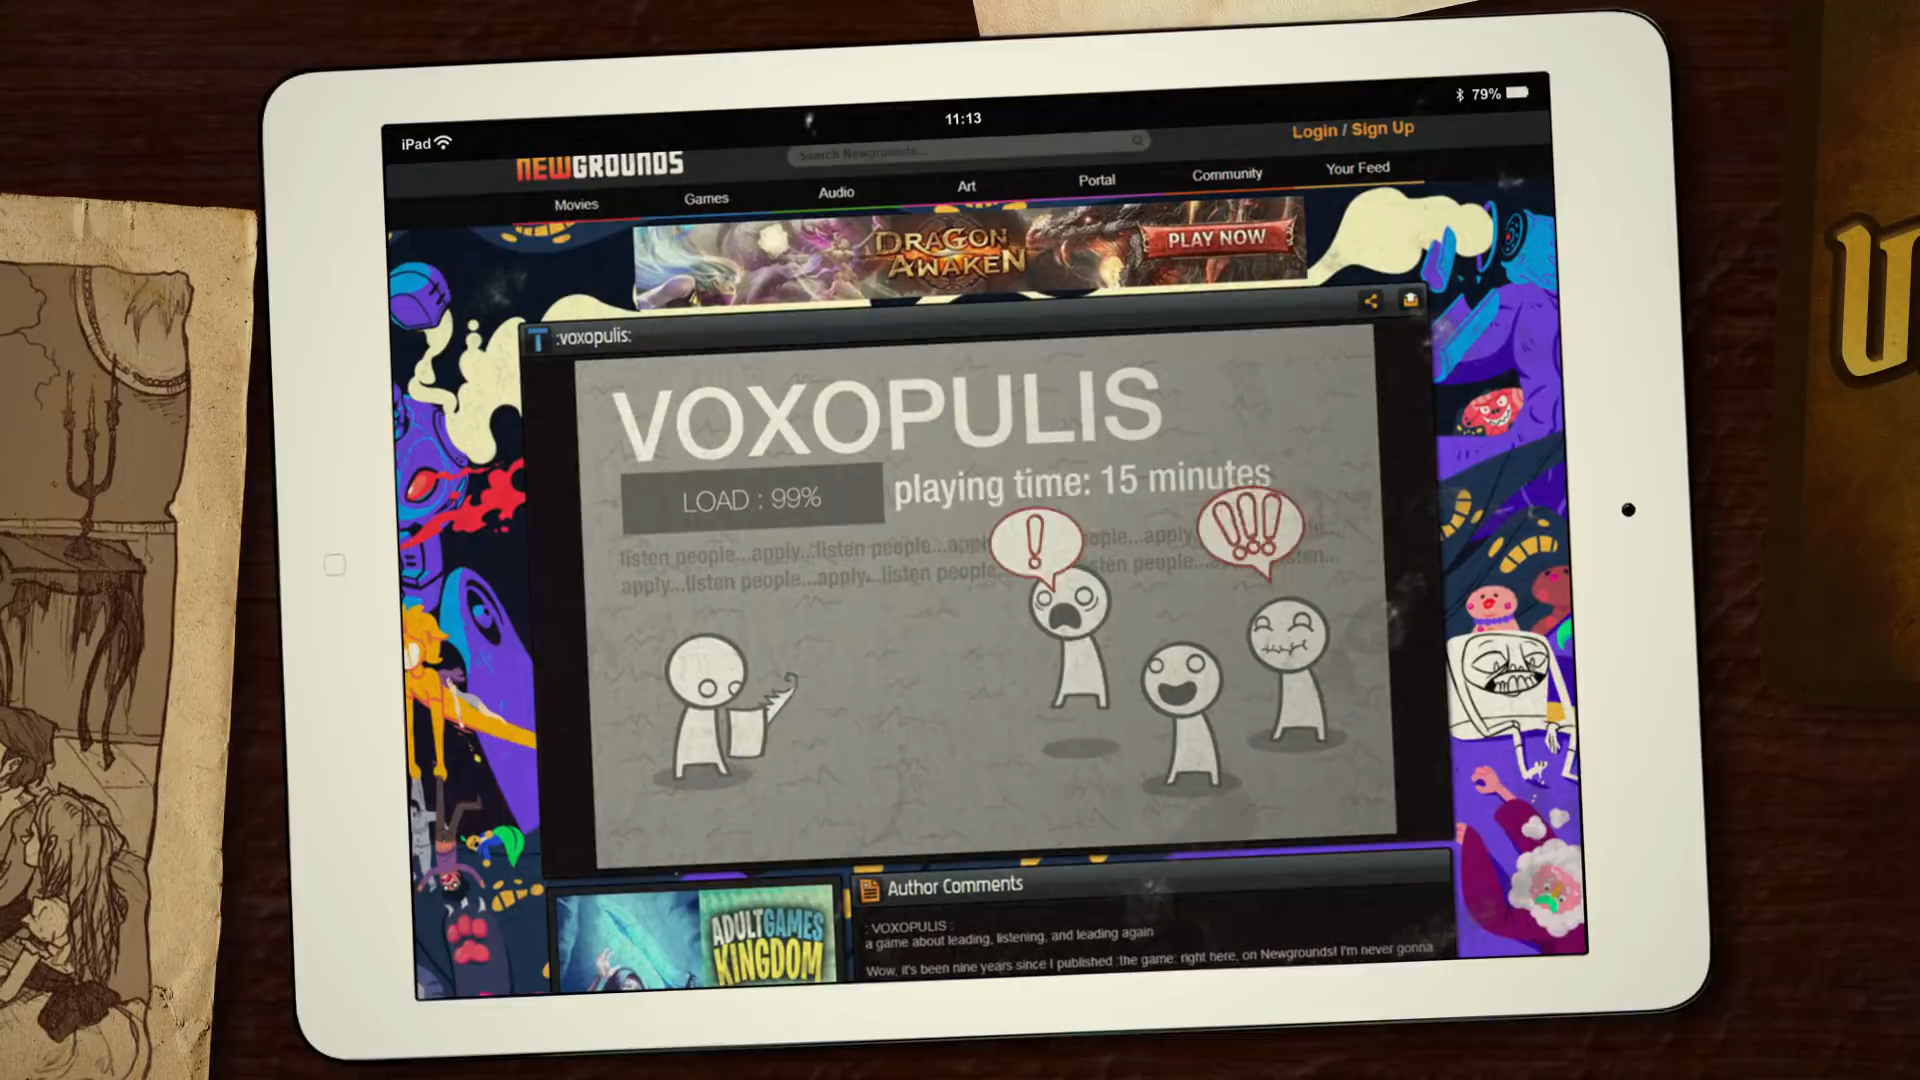 iPad
11:13
79%
NEWGROUNDS
Search Newgrounds...
Login / Sign Up
Movies
Games
Audio
Art
Portal
Community
Your Feed
DRAGON
AWAKEN
PLAY NOW
:voxopulis:
VOXOPULIS
LOAD : 99%
playing time: 15 minutes
listen people...apply...listen people...
apply...listen people...apply...listen people...
!
!!!
ADULTGAMES
KINGDOM
Author Comments
: VOXOPULIS :
a game about leading, listening, and leading again
Wow, it's been nine years since I published :the game: right here, on Newgrounds! I'm never gonna